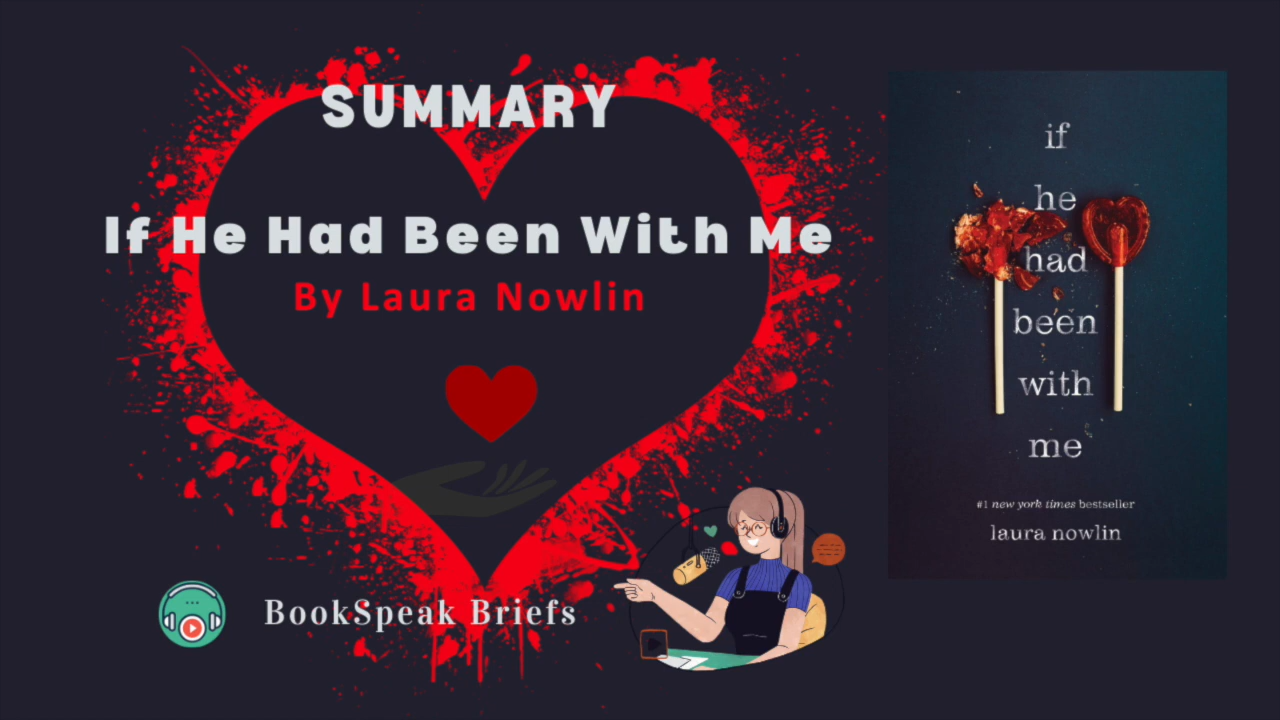 SUMMARY
If He Had Been With Me
By Laura Nowlin
BookSpeak Briefs
if
he
had
been
with
me
#1 new york times bestseller
laura nowlin